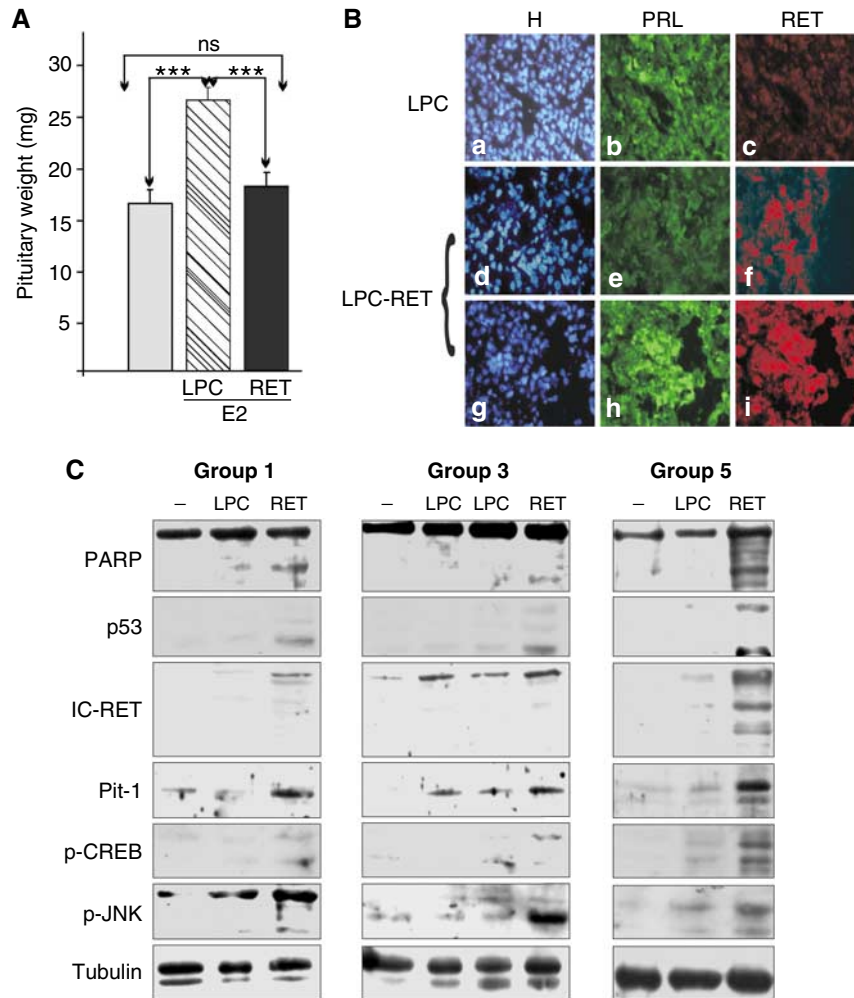 A
ns
*** ***
Pituitary weight (mg)
30
25
20
15
10
5
LPC RET
E2
B
H PRL RET
LPC
a b c
LPC-RET
d e f
g h i
C
Group 1 Group 3 Group 5
– LPC RET – LPC LPC RET – LPC RET
PARP
p53
IC-RET
Pit-1
p-CREB
p-JNK
Tubulin